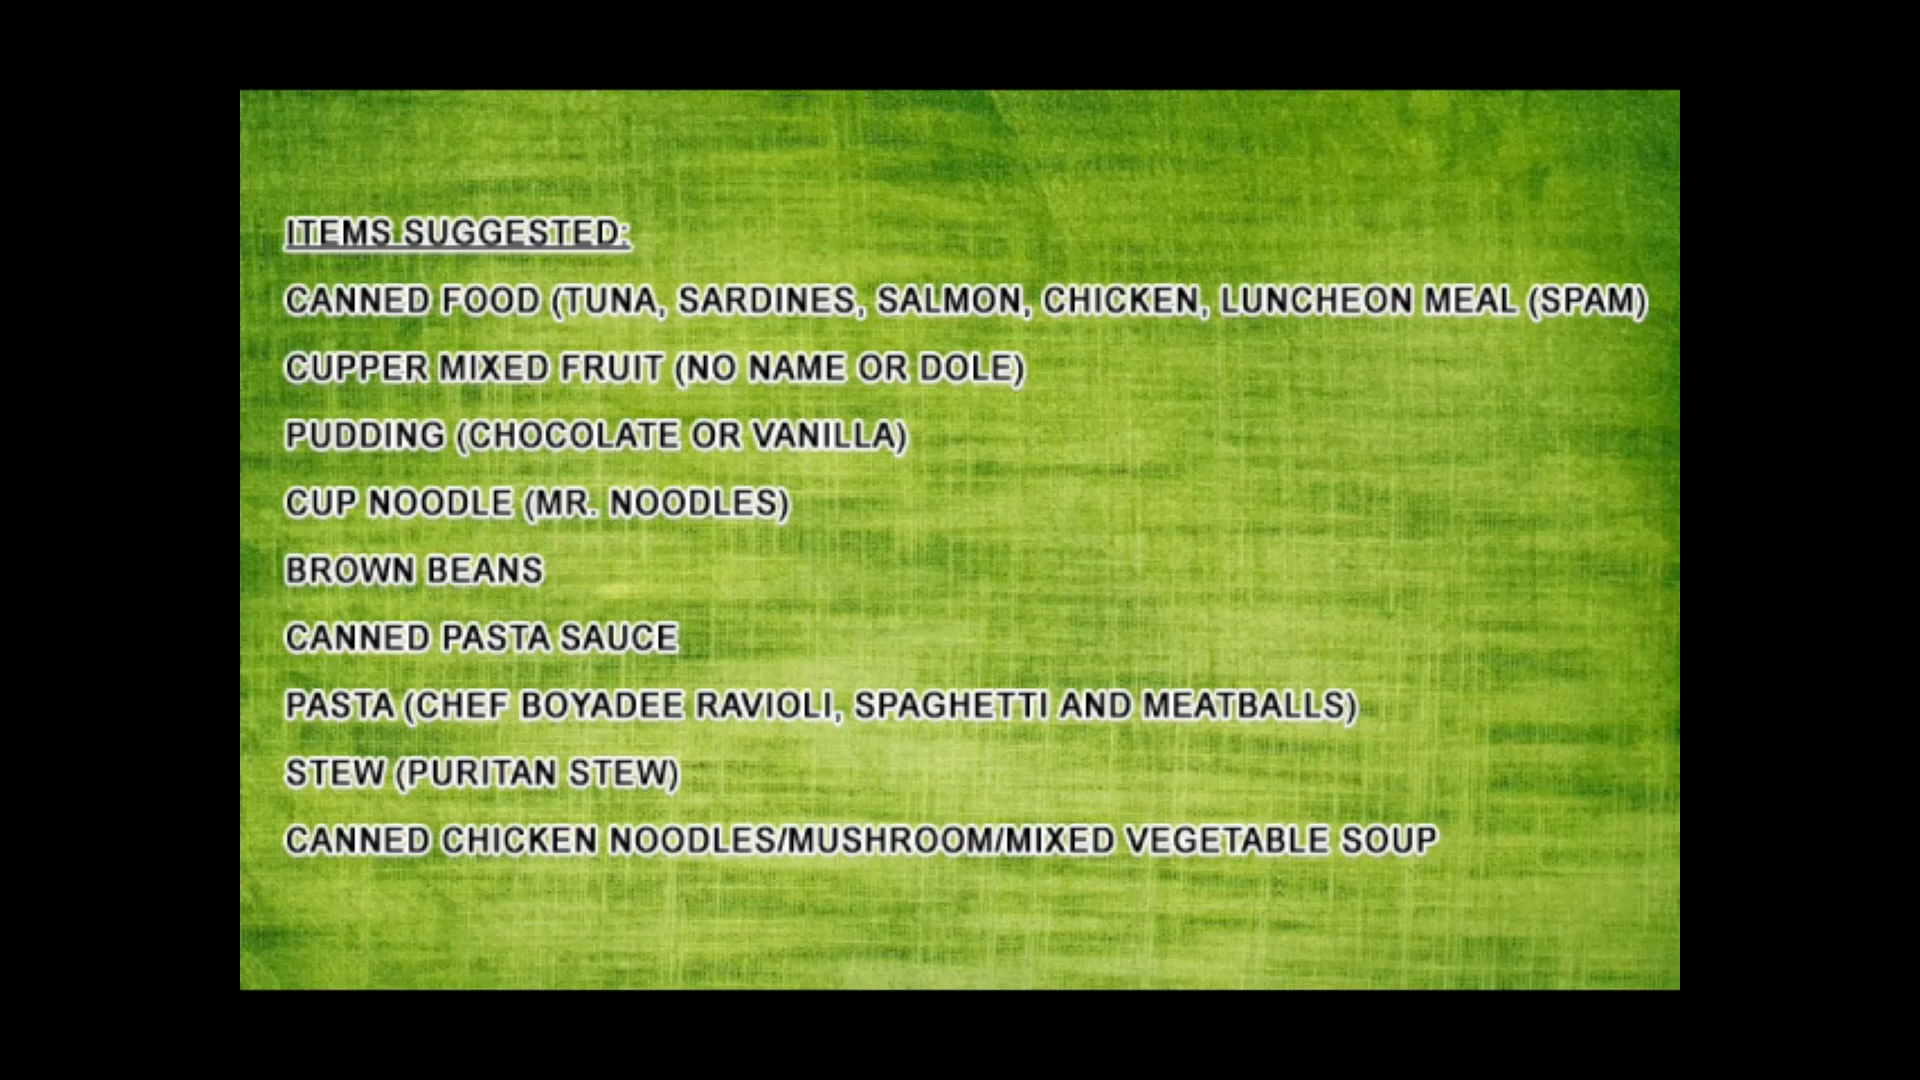 ITEMS SUGGESTED:
CANNED FOOD (TUNA, SARDINES, SALMON, CHICKEN, LUNCHEON MEAL (SPAM)
CUPPER MIXED FRUIT (NO NAME OR DOLE)
PUDDING (CHOCOLATE OR VANILLA)
CUP NOODLE (MR. NOODLES)
BROWN BEANS
CANNED PASTA SAUCE
PASTA (CHEF BOYADEE RAVIOLI, SPAGHETTI AND MEATBALLS)
STEW (PURITAN STEW)
CANNED CHICKEN NOODLES/MUSHROOM/MIXED VEGETABLE SOUP